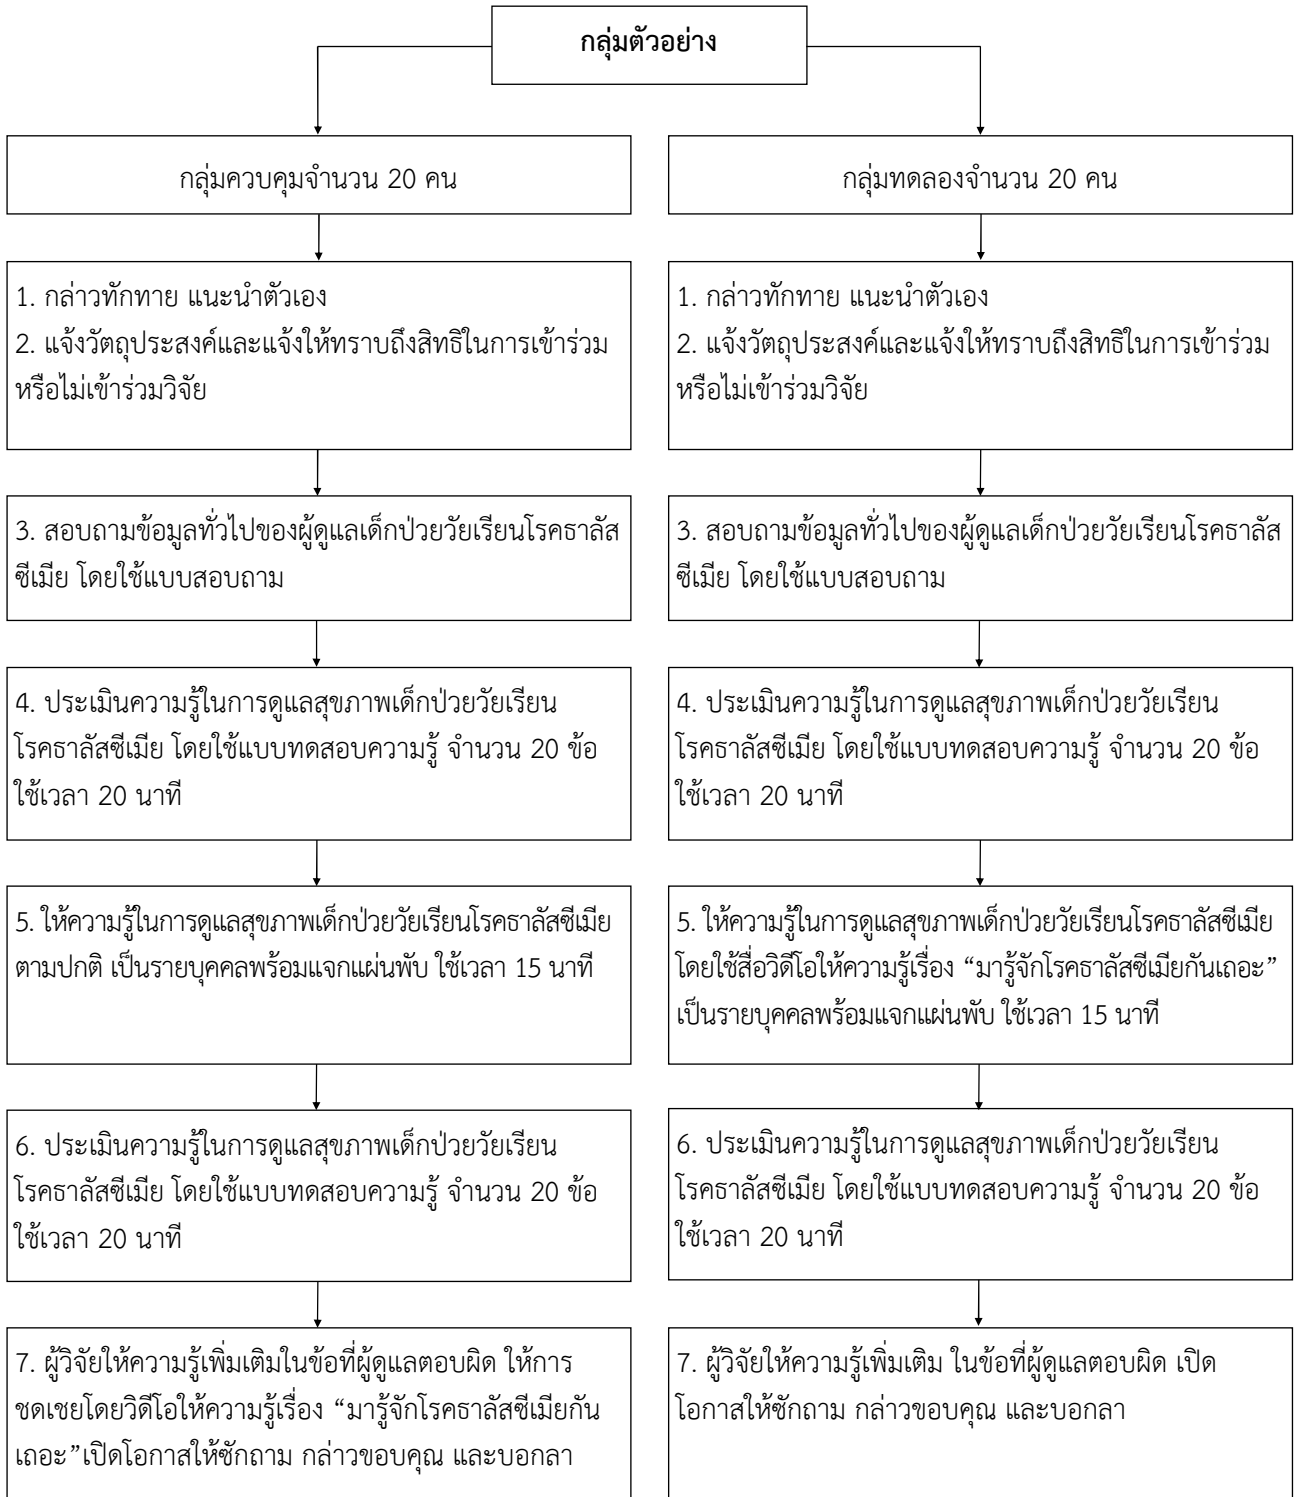 กลุ่มตัวอย่าง
กลุ่มควบคุมจำนวน 20 คน
กลุ่มทดลองจำนวน 20 คน
1. กล่าวทักทาย แนะนำตัวเอง
2. แจ้งวัตถุประสงค์และแจ้งให้ทราบถึงสิทธิในการเข้าร่วม
หรือไม่เข้าร่วมวิจัย
1. กล่าวทักทาย แนะนำตัวเอง
2. แจ้งวัตถุประสงค์และแจ้งให้ทราบถึงสิทธิในการเข้าร่วม
หรือไม่เข้าร่วมวิจัย
3. สอบถามข้อมูลทั่วไปของผู้ดูแลเด็กป่วยวัยเรียนโรคธาลัส
ซีเมีย โดยใช้แบบสอบถาม
3. สอบถามข้อมูลทั่วไปของผู้ดูแลเด็กป่วยวัยเรียนโรคธาลัส
ซีเมีย โดยใช้แบบสอบถาม
4. ประเมินความรู้ในการดูแลสุขภาพเด็กป่วยวัยเรียน
โรคธาลัสซีเมีย โดยใช้แบบทดสอบความรู้ จำนวน 20 ข้อ
ใช้เวลา 20 นาที
4. ประเมินความรู้ในการดูแลสุขภาพเด็กป่วยวัยเรียน
โรคธาลัสซีเมีย โดยใช้แบบทดสอบความรู้ จำนวน 20 ข้อ
ใช้เวลา 20 นาที
5. ให้ความรู้ในการดูแลสุขภาพเด็กป่วยวัยเรียนโรคธาลัสซีเมีย
ตามปกติ เป็นรายบุคคลพร้อมแจกแผ่นพับ ใช้เวลา 15 นาที
5. ให้ความรู้ในการดูแลสุขภาพเด็กป่วยวัยเรียนโรคธาลัสซีเมีย
โดยใช้สื่อวิดีโอให้ความรู้เรื่อง “มารู้จักโรคธาลัสซีเมียกันเถอะ”
เป็นรายบุคคลพร้อมแจกแผ่นพับ ใช้เวลา 15 นาที
6. ประเมินความรู้ในการดูแลสุขภาพเด็กป่วยวัยเรียน
โรคธาลัสซีเมีย โดยใช้แบบทดสอบความรู้ จำนวน 20 ข้อ
ใช้เวลา 20 นาที
6. ประเมินความรู้ในการดูแลสุขภาพเด็กป่วยวัยเรียน
โรคธาลัสซีเมีย โดยใช้แบบทดสอบความรู้ จำนวน 20 ข้อ
ใช้เวลา 20 นาที
7. ผู้วิจัยให้ความรู้เพิ่มเติมในข้อที่ผู้ดูแลตอบผิด ให้การ
ชดเชยโดยวิดีโอให้ความรู้เรื่อง “มารู้จักโรคธาลัสซีเมียกัน
เถอะ”เปิดโอกาสให้ซักถาม กล่าวขอบคุณ และบอกลา
7. ผู้วิจัยให้ความรู้เพิ่มเติม ในข้อที่ผู้ดูแลตอบผิด เปิด
โอกาสให้ซักถาม กล่าวขอบคุณ และบอกลา